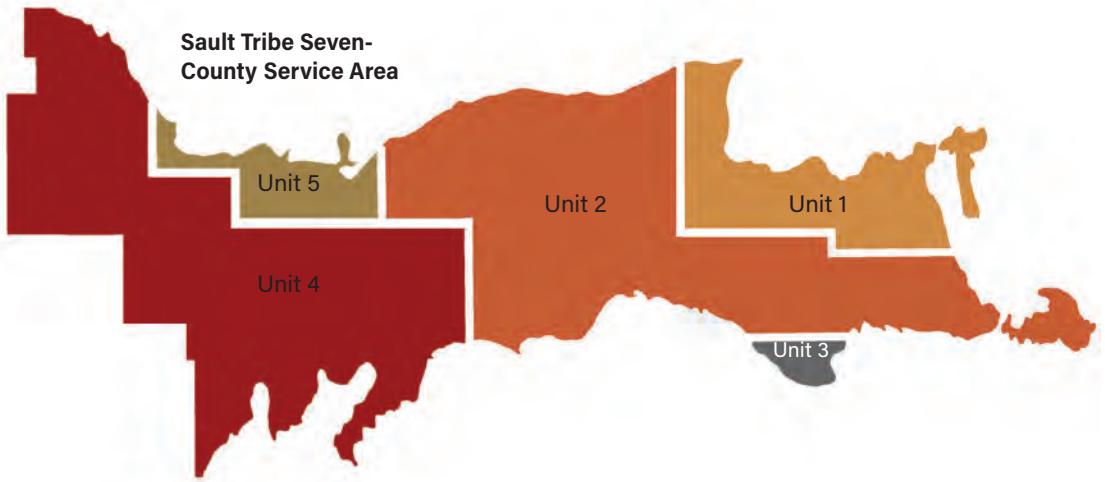 Sault Tribe Seven-
County Service Area
Unit 5
Unit 2
Unit 1
Unit 4
Unit 3